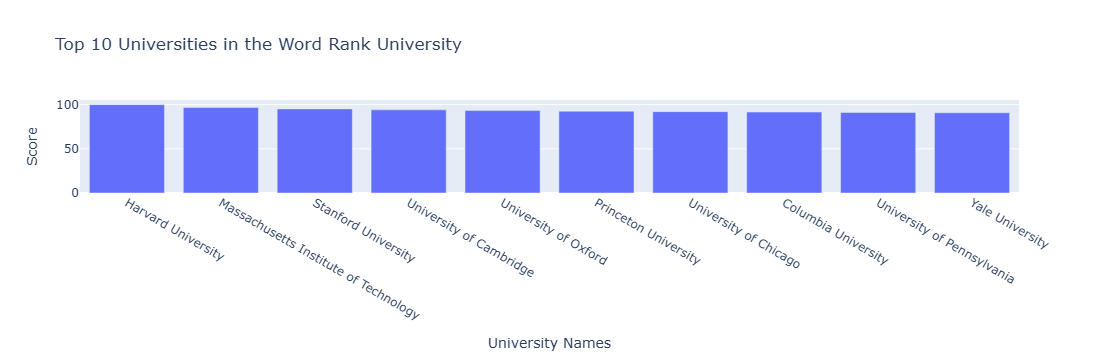 Top 10 Universities in the Word Rank University
Score
100
50
0
Harvard University
Massachusetts Institute of Technology
Stanford University
University of Cambridge
University of Oxford
Princeton University
University of Chicago
Columbia University
University of Pennsylvania
Yale University
University Names